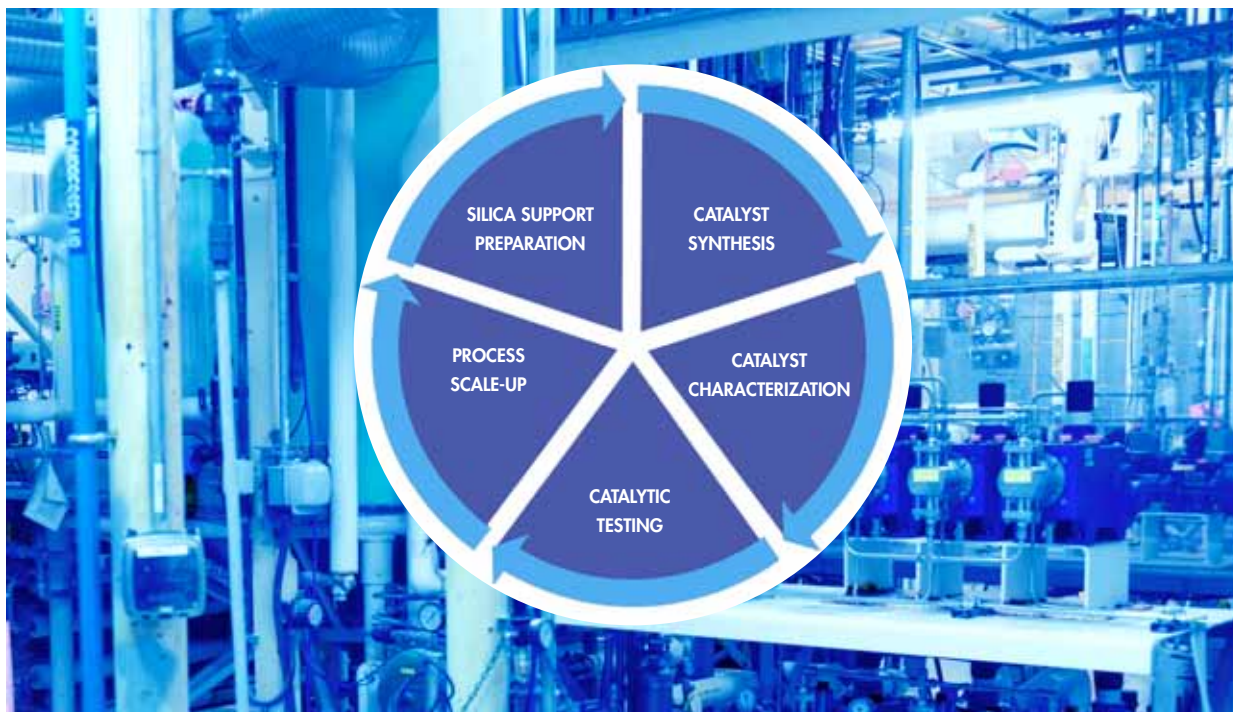 SILICA SUPPORT
PREPARATION
CATALYST
SYNTHESIS
PROCESS
SCALE-UP
CATALYST
CHARACTERIZATION
CATALYTIC
TESTING